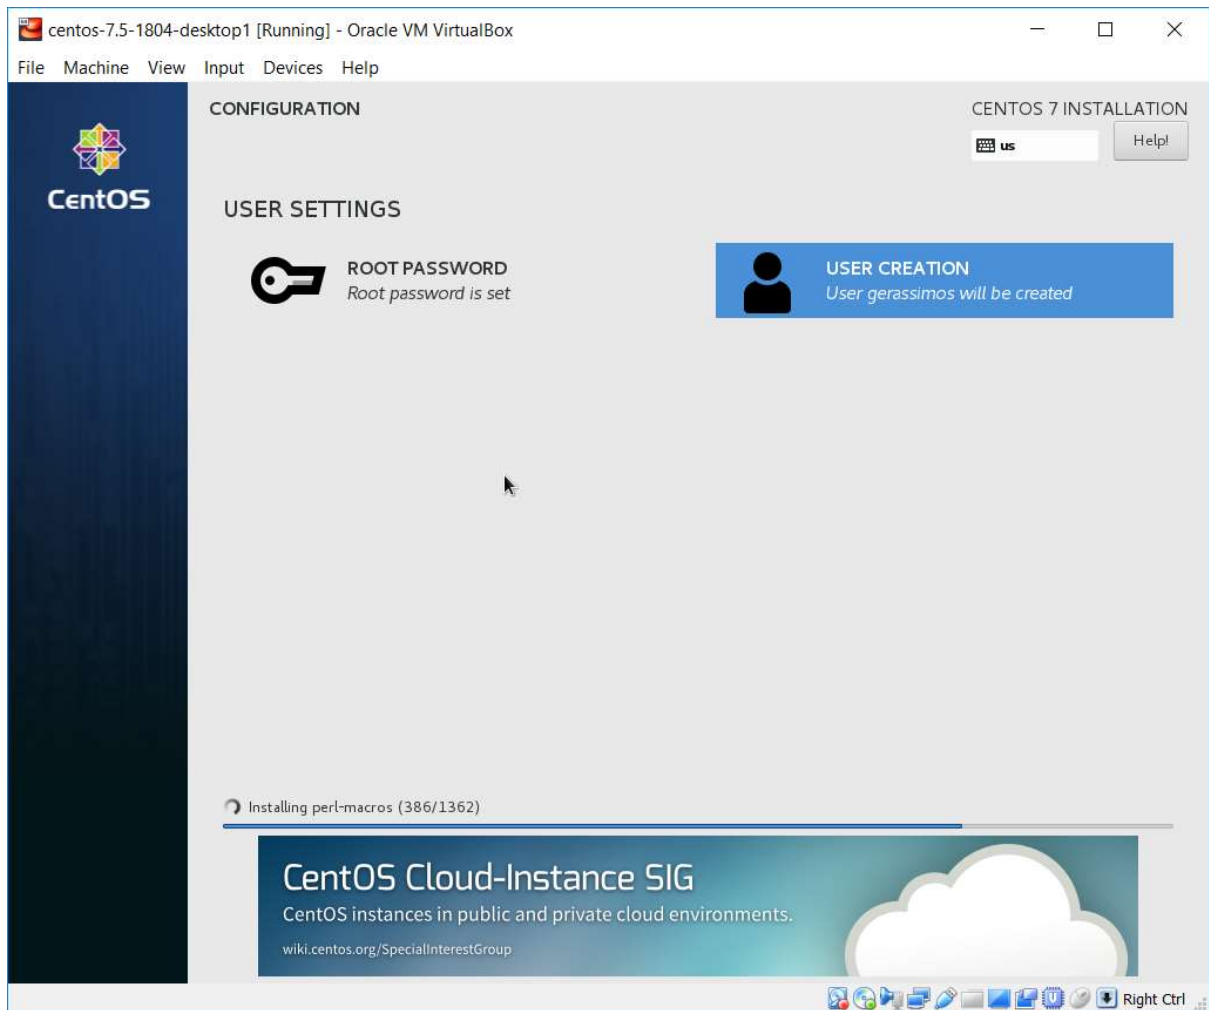 centos-7.5-1804-desktop1 [Running] - Oracle VM VirtualBox
File Machine View Input Devices Help
CentOS
CONFIGURATION
CENTOS 7 INSTALLATION
us
Help!
USER SETTINGS
ROOT PASSWORD
Root password is set
USER CREATION
User gerassimos will be created
Installing perl-macros (386/1362)
CentOS Cloud-Instance SIG
CentOS instances in public and private cloud environments.
wiki.centos.org/SpecialInterestGroup
Right Ctrl